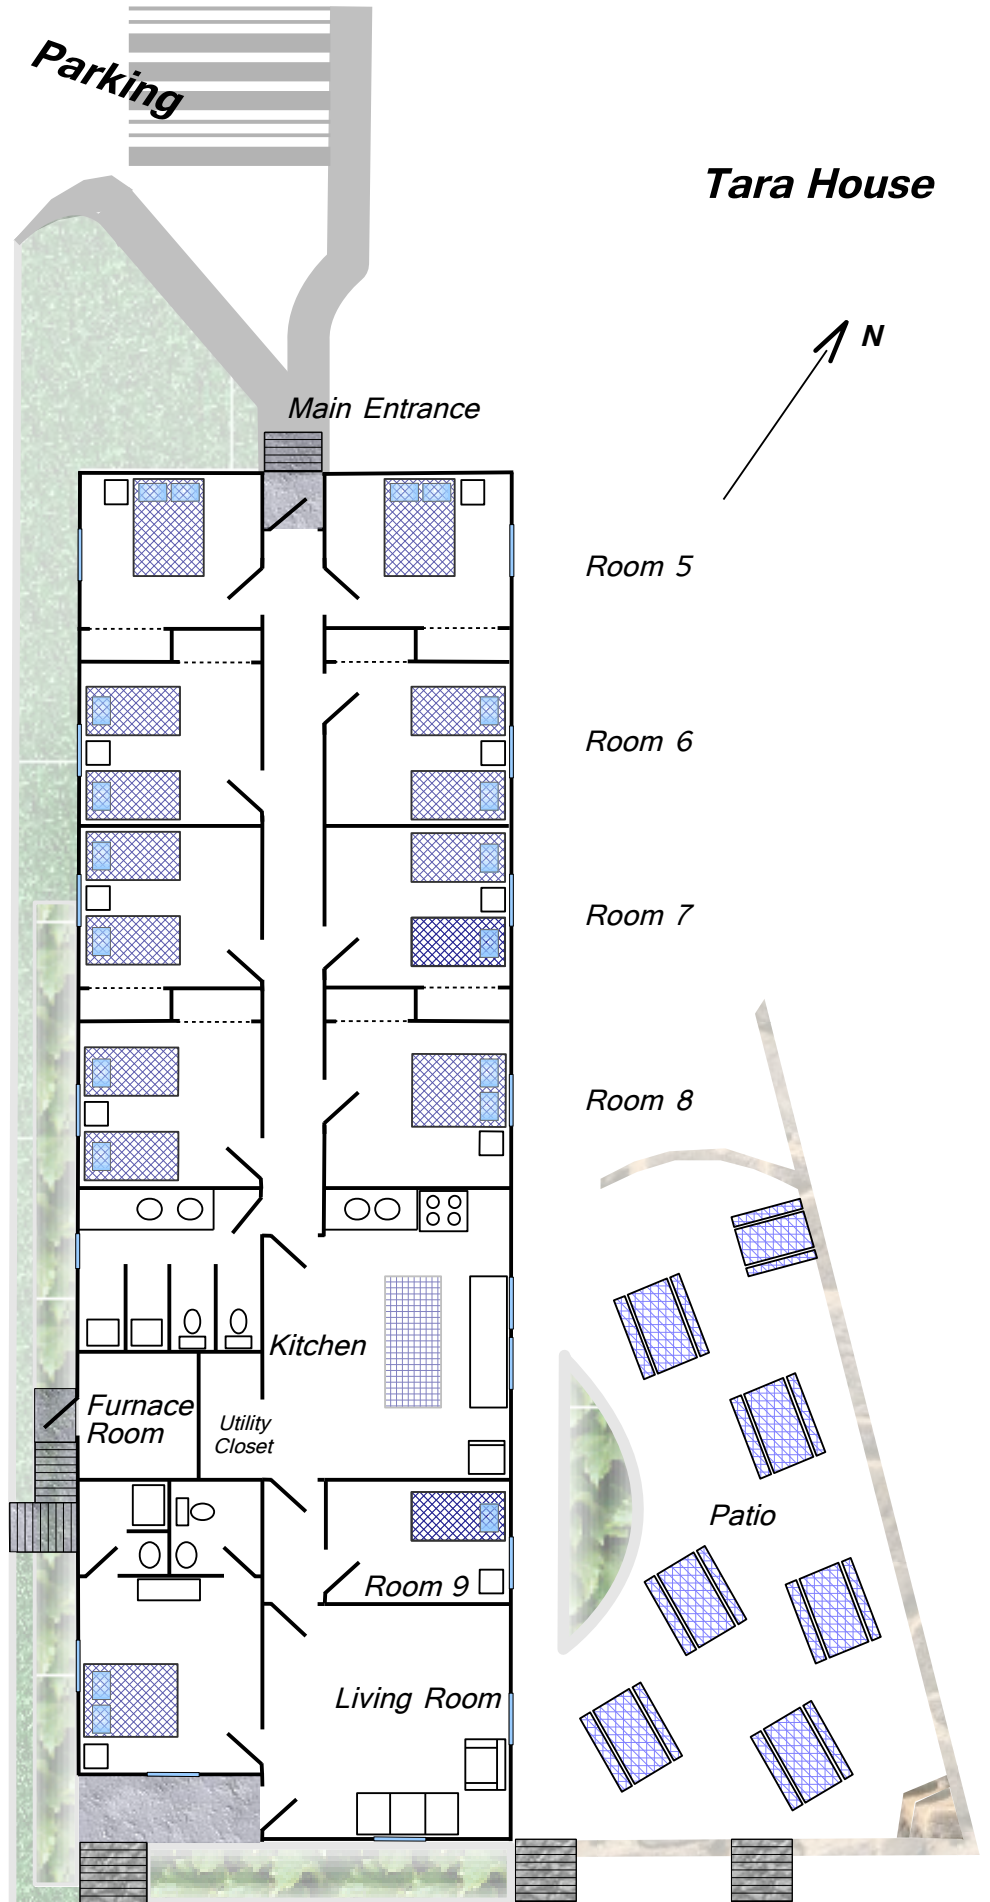 Parking
Tara House
N
Main Entrance
Room 5
Room 6
Room 7
Room 8
Kitchen
Furnace
Room
Utility
Closet
Patio
Room 9
Living Room